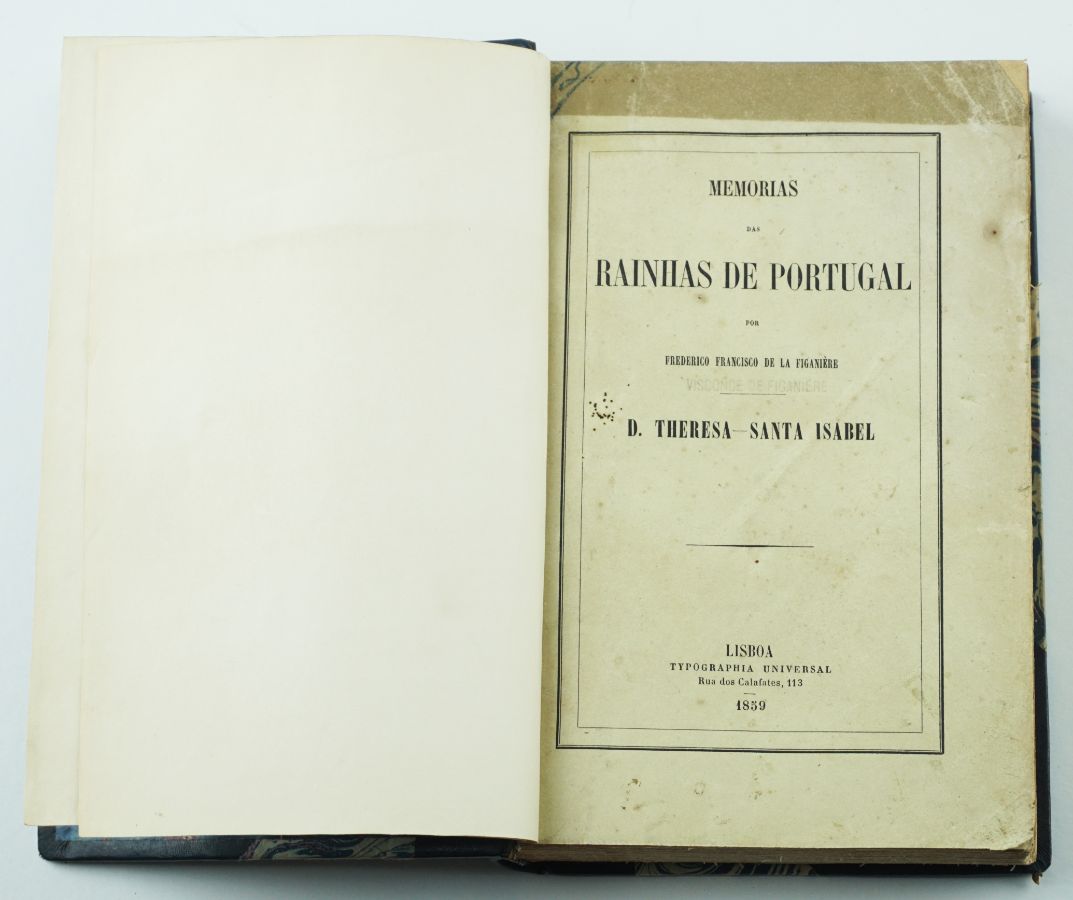 MEMORIAS
DAS
RAINHAS DE PORTUGAL
POR
FREDERICO FRANCISCO DE LA FIGANIÈRE
VISCONDE DE FIGANIÈRE
D. THERESA—SANTA ISABEL
LISBOA
TYPOGRAPHIA UNIVERSAL
Rua dos Calafates, 113
1859